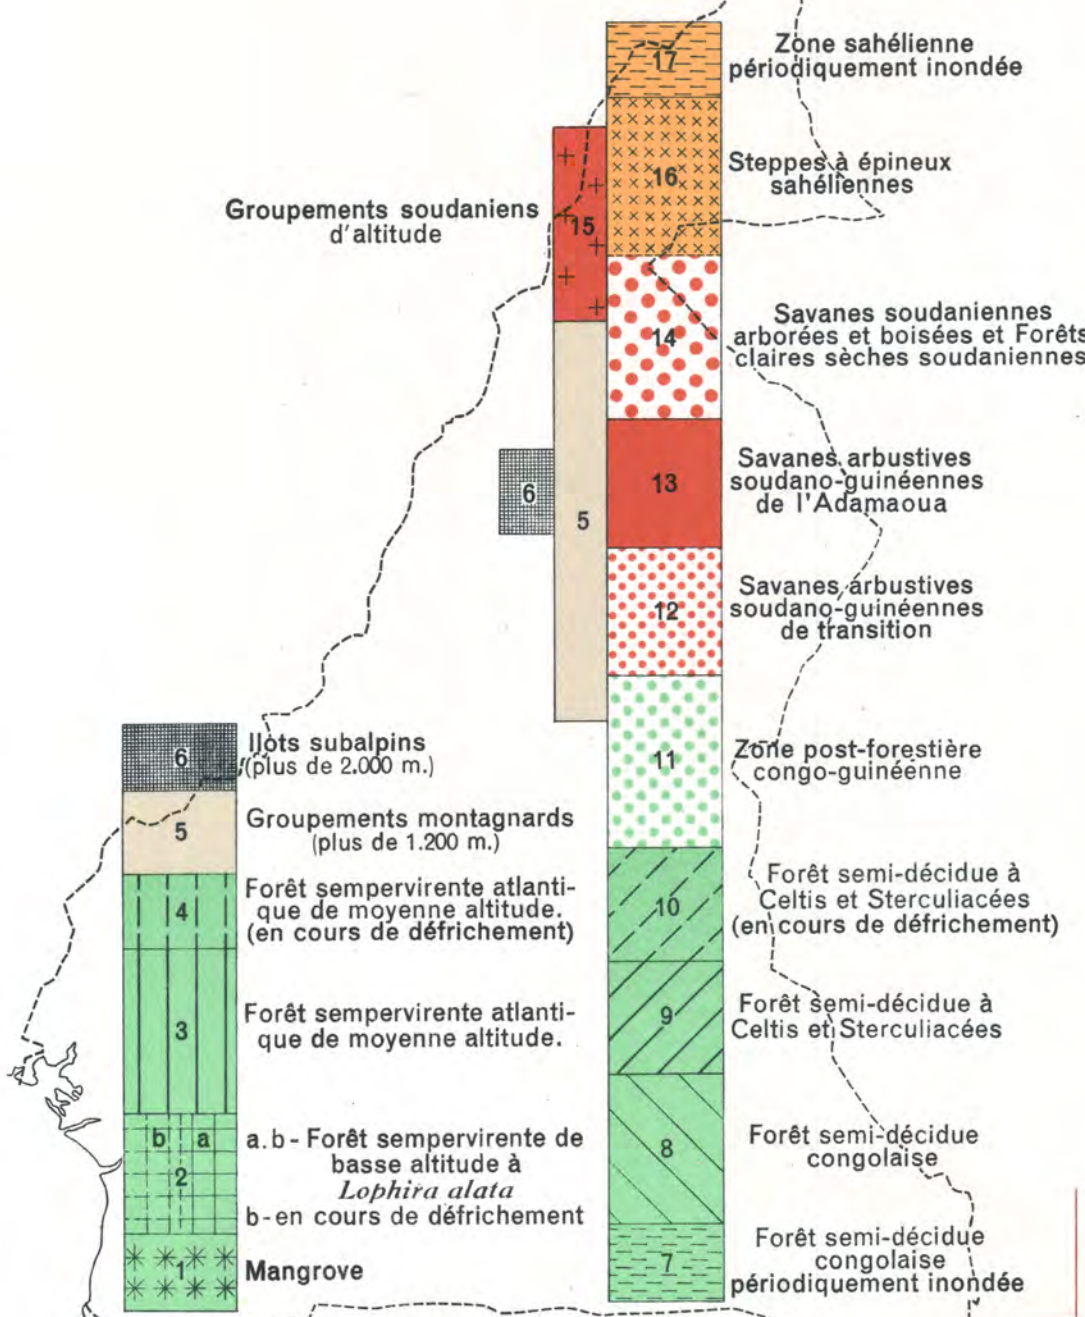 17
Zone sahélienne
périodiquement inondée
16
Steppes à épineux
sahéliennes
Groupements soudaniens
d'altitude
15
14
Savanes soudaniennes
arborées et boisées et Forêts
claires sèches soudaniennes
13
Savanes arbustives
soudano-guinéennes
de l'Adamaoua
6
5
12
Savanes arbustives
soudano-guinéennes
de transition
11
Zone post-forestière
congo-guinéenne
10
Forêt semi-décidue à
Celtis et Sterculiacées
(en cours de défrichement)
9
Forêt semi-décidue à
Celtis et Sterculiacées
8
Forêt semi-décidue
congolaise
7
Forêt semi-décidue
congolaise
périodiquement inondée
6
Ilots subalpins
(plus de 2.000 m.)
5
Groupements montagnards
(plus de 1.200 m.)
4
Forêt sempervirente atlanti-
que de moyenne altitude.
(en cours de défrichement)
3
Forêt sempervirente atlanti-
que de moyenne altitude.
b a
2
a.b - Forêt sempervirente de
basse altitude à
Lophira alata
b - en cours de défrichement
1
Mangrove